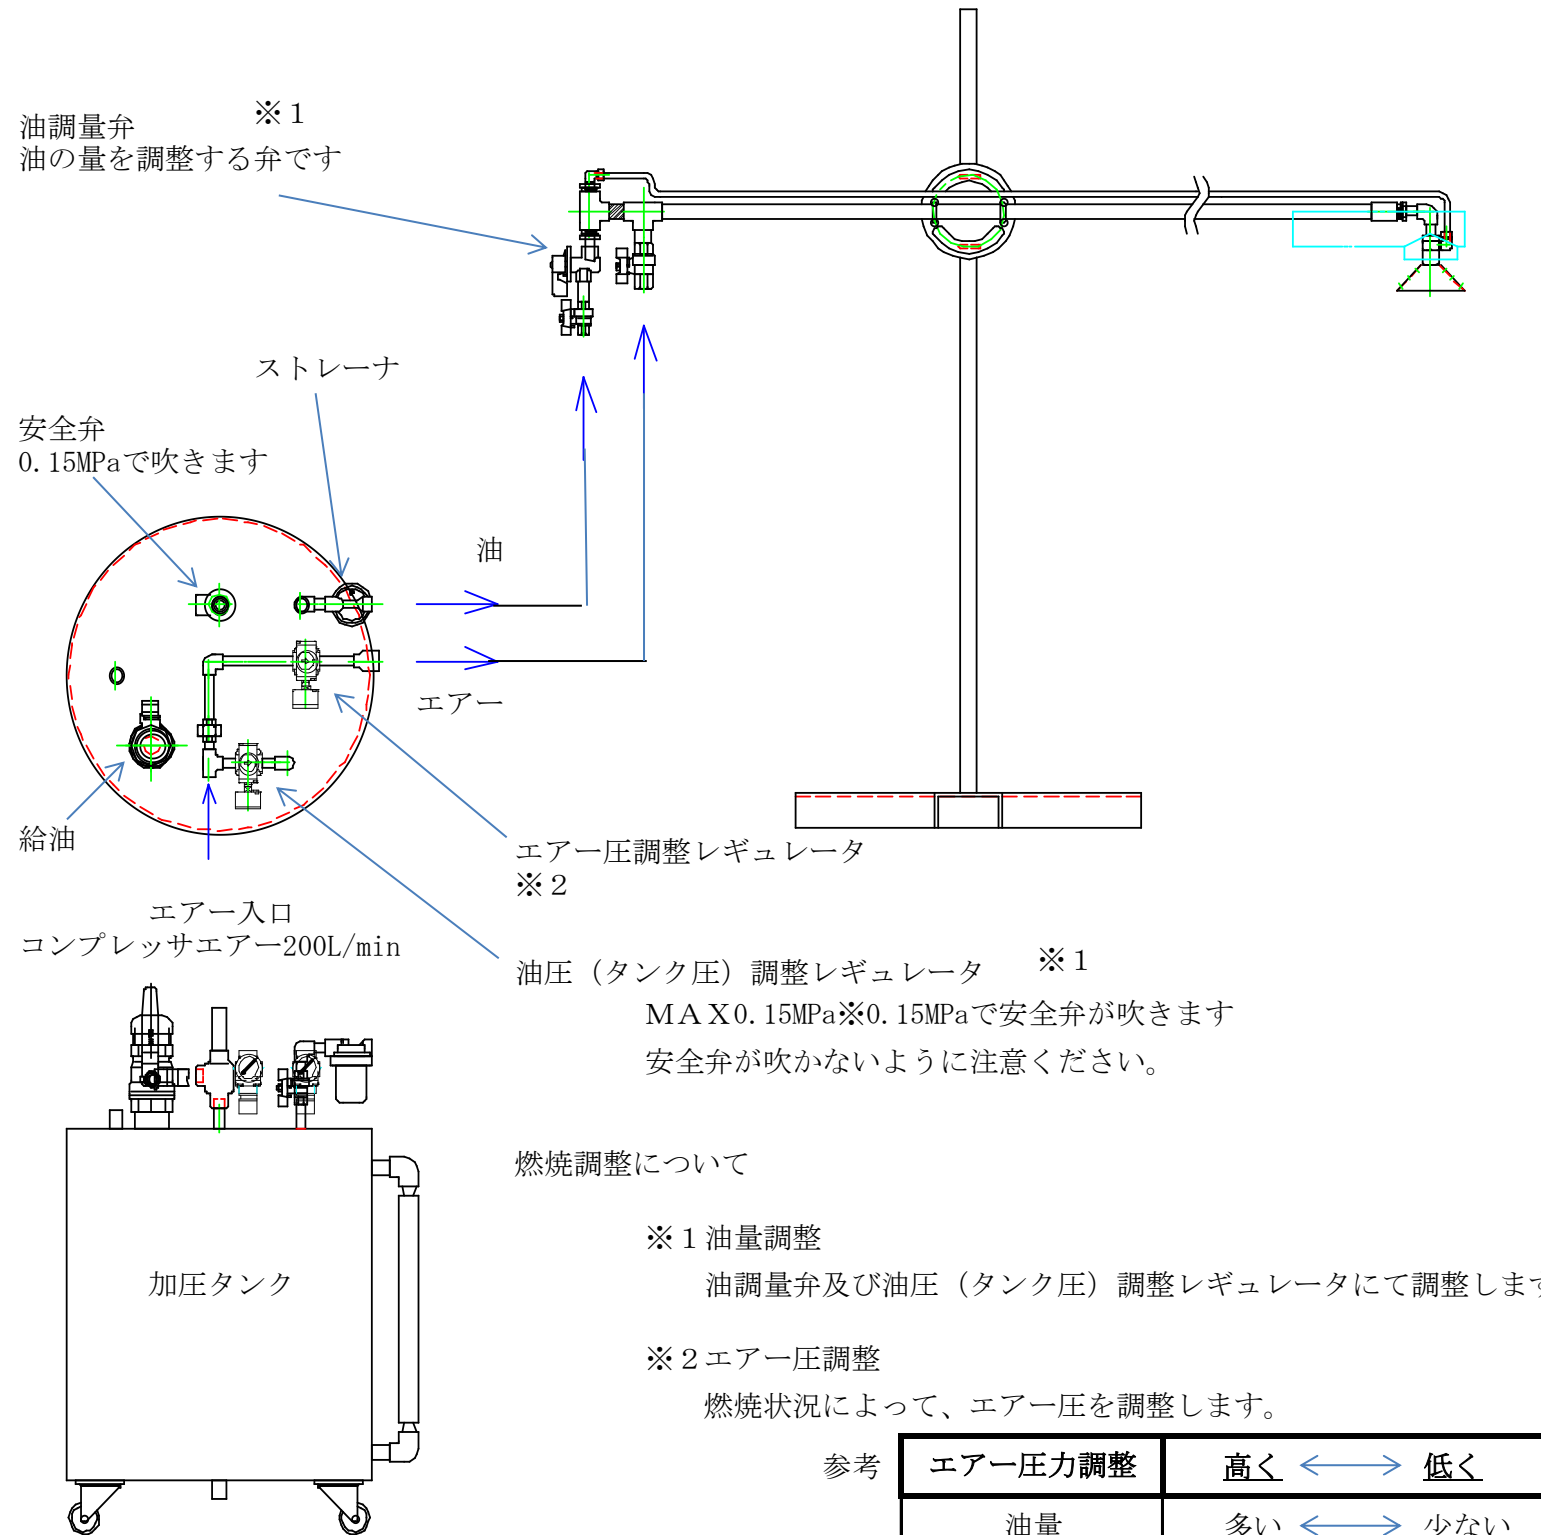 油調量弁 ※１
油の量を調整する弁です
ストレーナ
安全弁
0.15MPaで吹きます
油
エアー
給油
エアー圧調整レギュレータ
※２
エアー入口
コンプレッサエアー200L/min
油圧（タンク圧）調整レギュレータ ※１
ＭＡＸ0.15MPa※0.15MPaで安全弁が吹きます
安全弁が吹かないように注意ください。
燃焼調整について
※１油量調整
加圧タンク
油調量弁及び油圧（タンク圧）調整レギュレータにて調整します
※２エアー圧調整
燃焼状況によって、エアー圧を調整します。
参考 エアー圧力調整 高く 低く
油量 多い 少ない